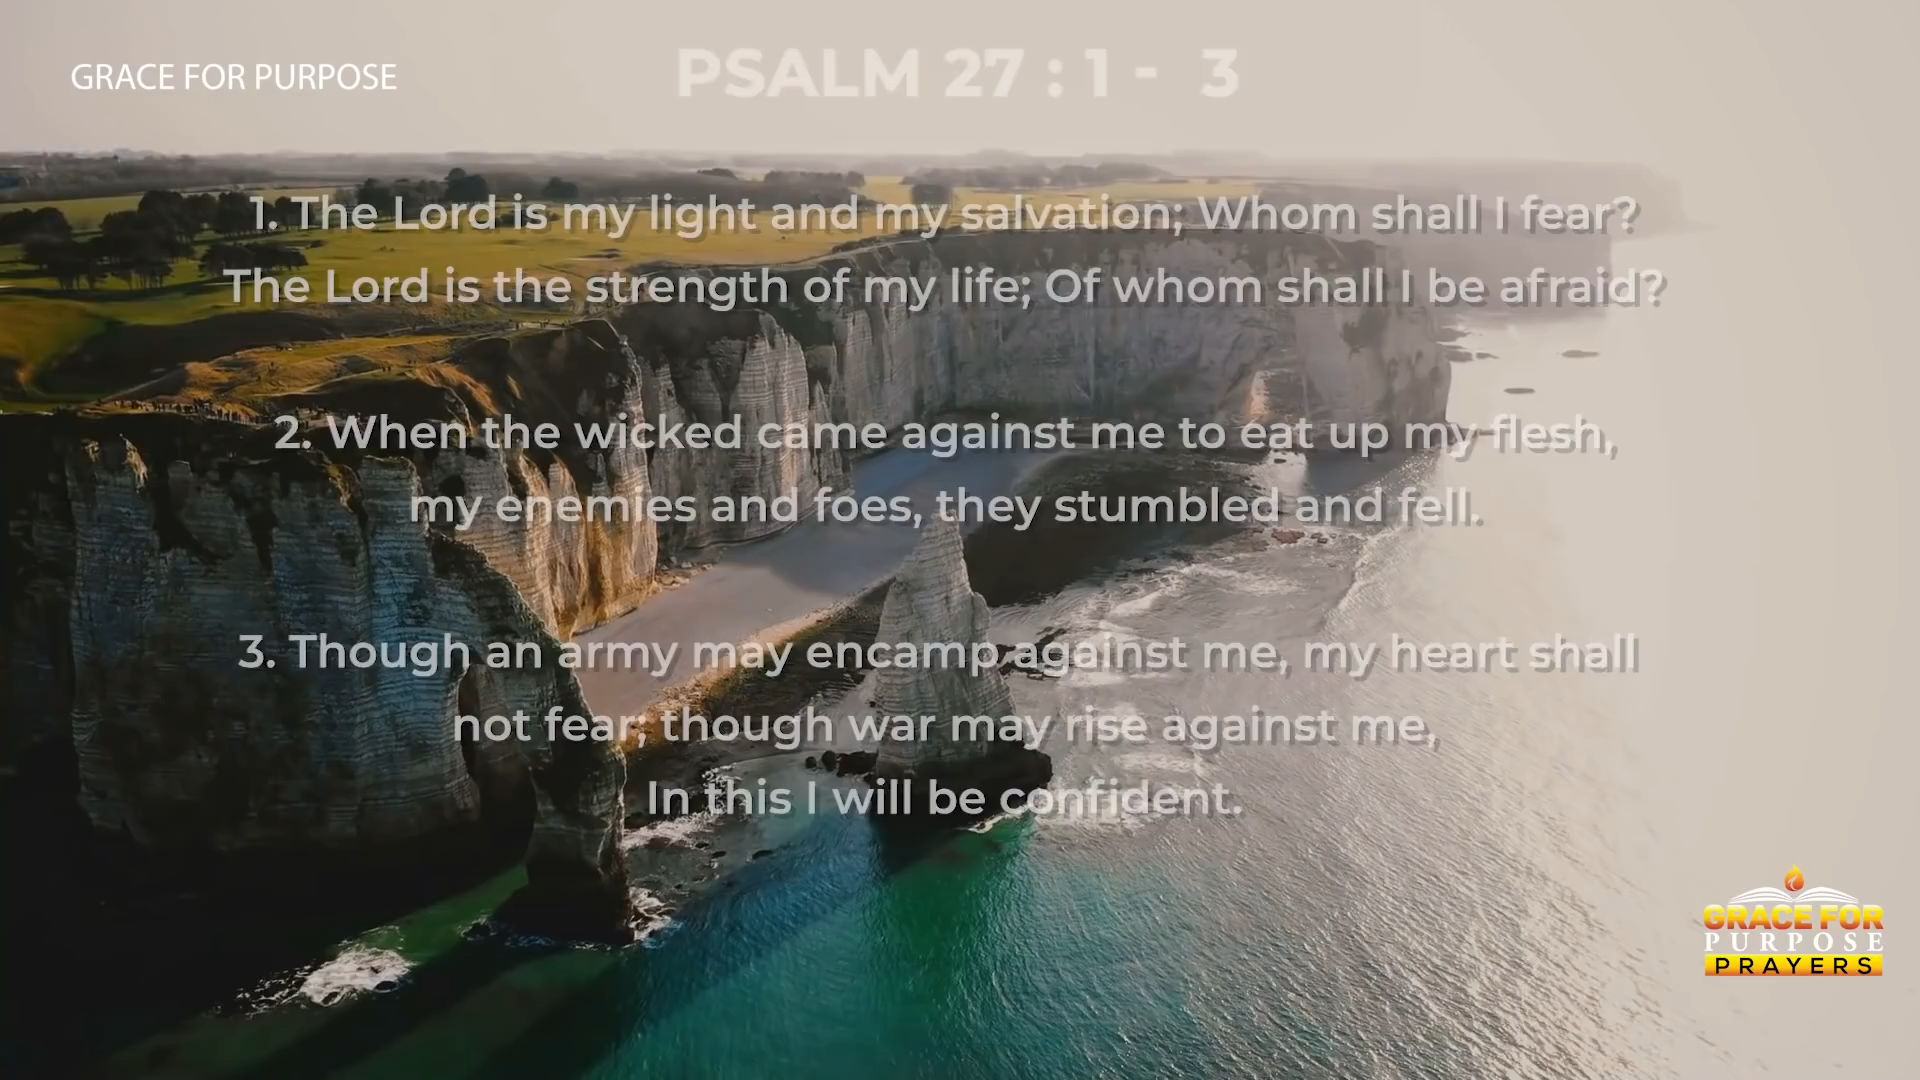 GRACE FOR PURPOSE
PSALM 27 : 1 - 3
1. The Lord is my light and my salvation; Whom shall I fear?
The Lord is the strength of my life; Of whom shall I be afraid?
2. When the wicked came against me to eat up my flesh,
my enemies and foes, they stumbled and fell.
3. Though an army may encamp against me, my heart shall
not fear; though war may rise against me,
In this I will be confident.
GRACE FOR
PURPOSE
PRAYERS